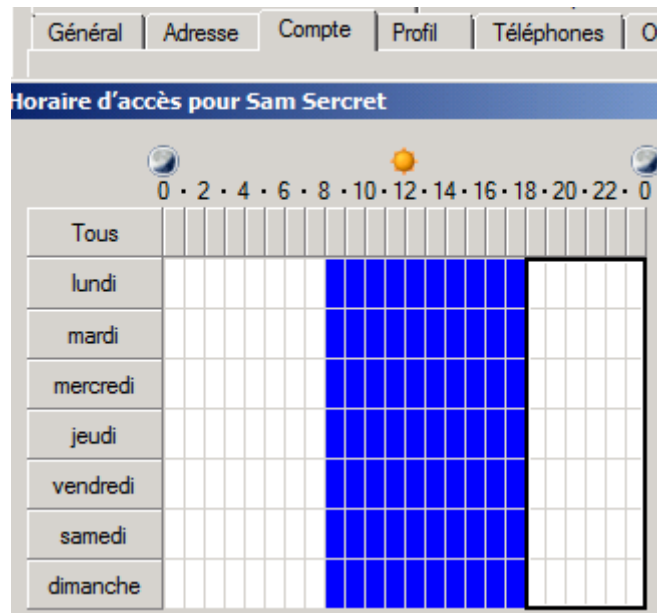 Général Adresse Compte Profil Téléphones O
Horaire d'accès pour Sam Sercret
0 · 2 · 4 · 6 · 8 · 10 · 12 · 14 · 16 · 18 · 20 · 22 · 0
Tous
lundi
mardi
mercredi
jeudi
vendredi
samedi
dimanche